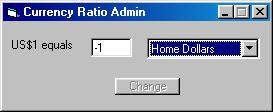 Currency Ratio Admin
US$1 equals -1 Home Dollars
Change